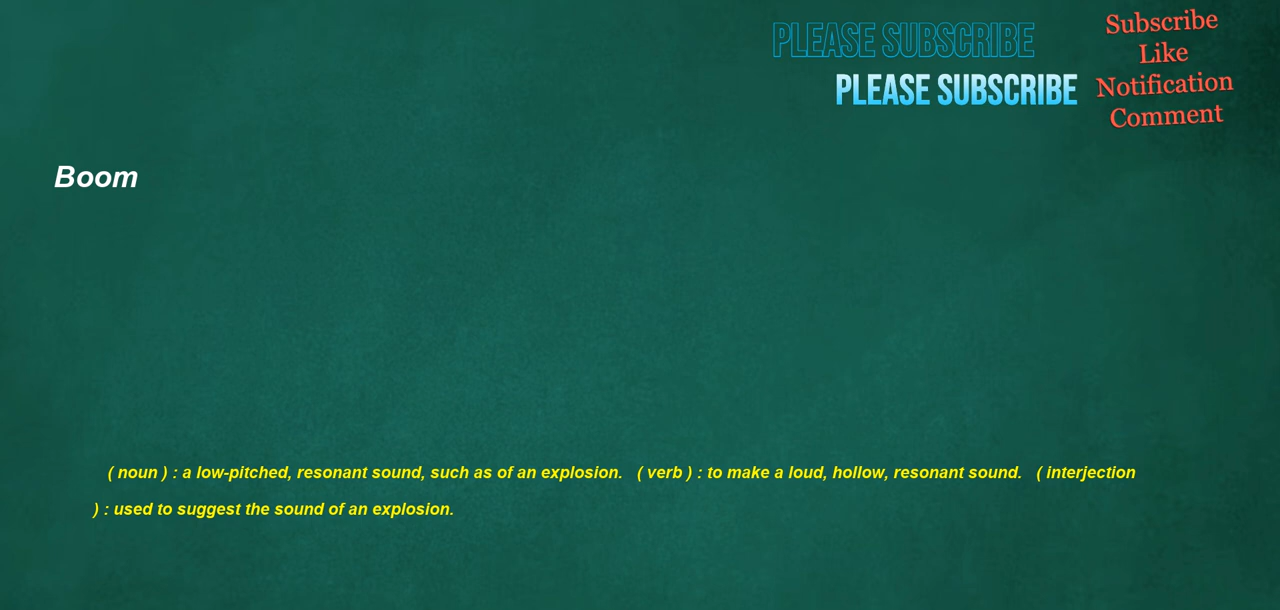 PLEASE SUBSCRIBE
PLEASE SUBSCRIBE
Subscribe
Like
Notification
Comment
Boom
( noun ) : a low-pitched, resonant sound, such as of an explosion. ( verb ) : to make a loud, hollow, resonant sound. ( interjection
) : used to suggest the sound of an explosion.